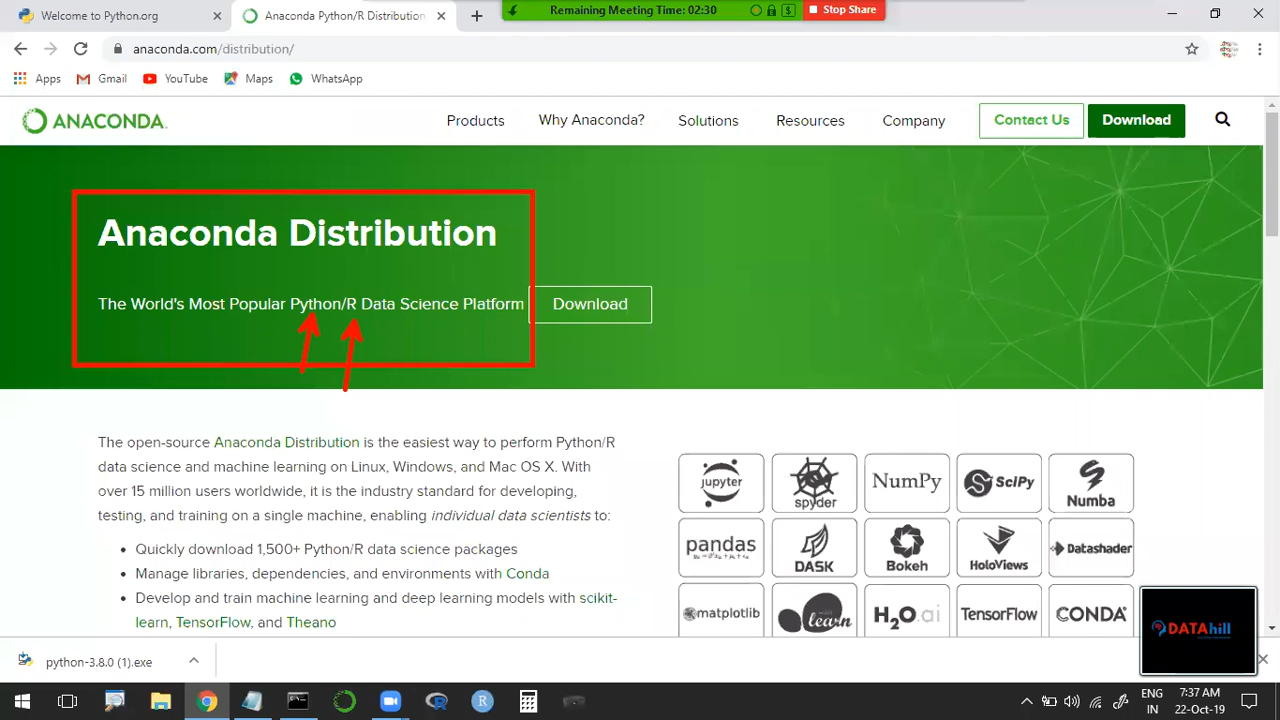 Welcome to Python.org
Anaconda Python/R Distribution
Remaining Meeting Time: 02:30
Stop Share
anaconda.com/distribution/
Apps
Gmail
YouTube
Maps
WhatsApp
ANACONDA.
Products
Why Anaconda?
Solutions
Resources
Company
Contact Us
Download
Anaconda Distribution
The World's Most Popular Python/R Data Science Platform
Download
The open-source Anaconda Distribution is the easiest way to perform Python/R
data science and machine learning on Linux, Windows, and Mac OS X. With
over 15 million users worldwide, it is the industry standard for developing,
testing, and training on a single machine, enabling individual data scientists to:
• Quickly download 1,500+ Python/R data science packages
• Manage libraries, dependencies, and environments with Conda
• Develop and train machine learning and deep learning models with scikit-
learn, TensorFlow, and Theano
jupyter
spyder
NumPy
SciPy
Numba
pandas
DASK
Bokeh
HoloViews
Datashader
matplotlib
learn
H2O.ai
TensorFlow
CONDA
DATAhill
python-3.8.0 (1).exe
ENG
IN
7:37 AM
22-Oct-19